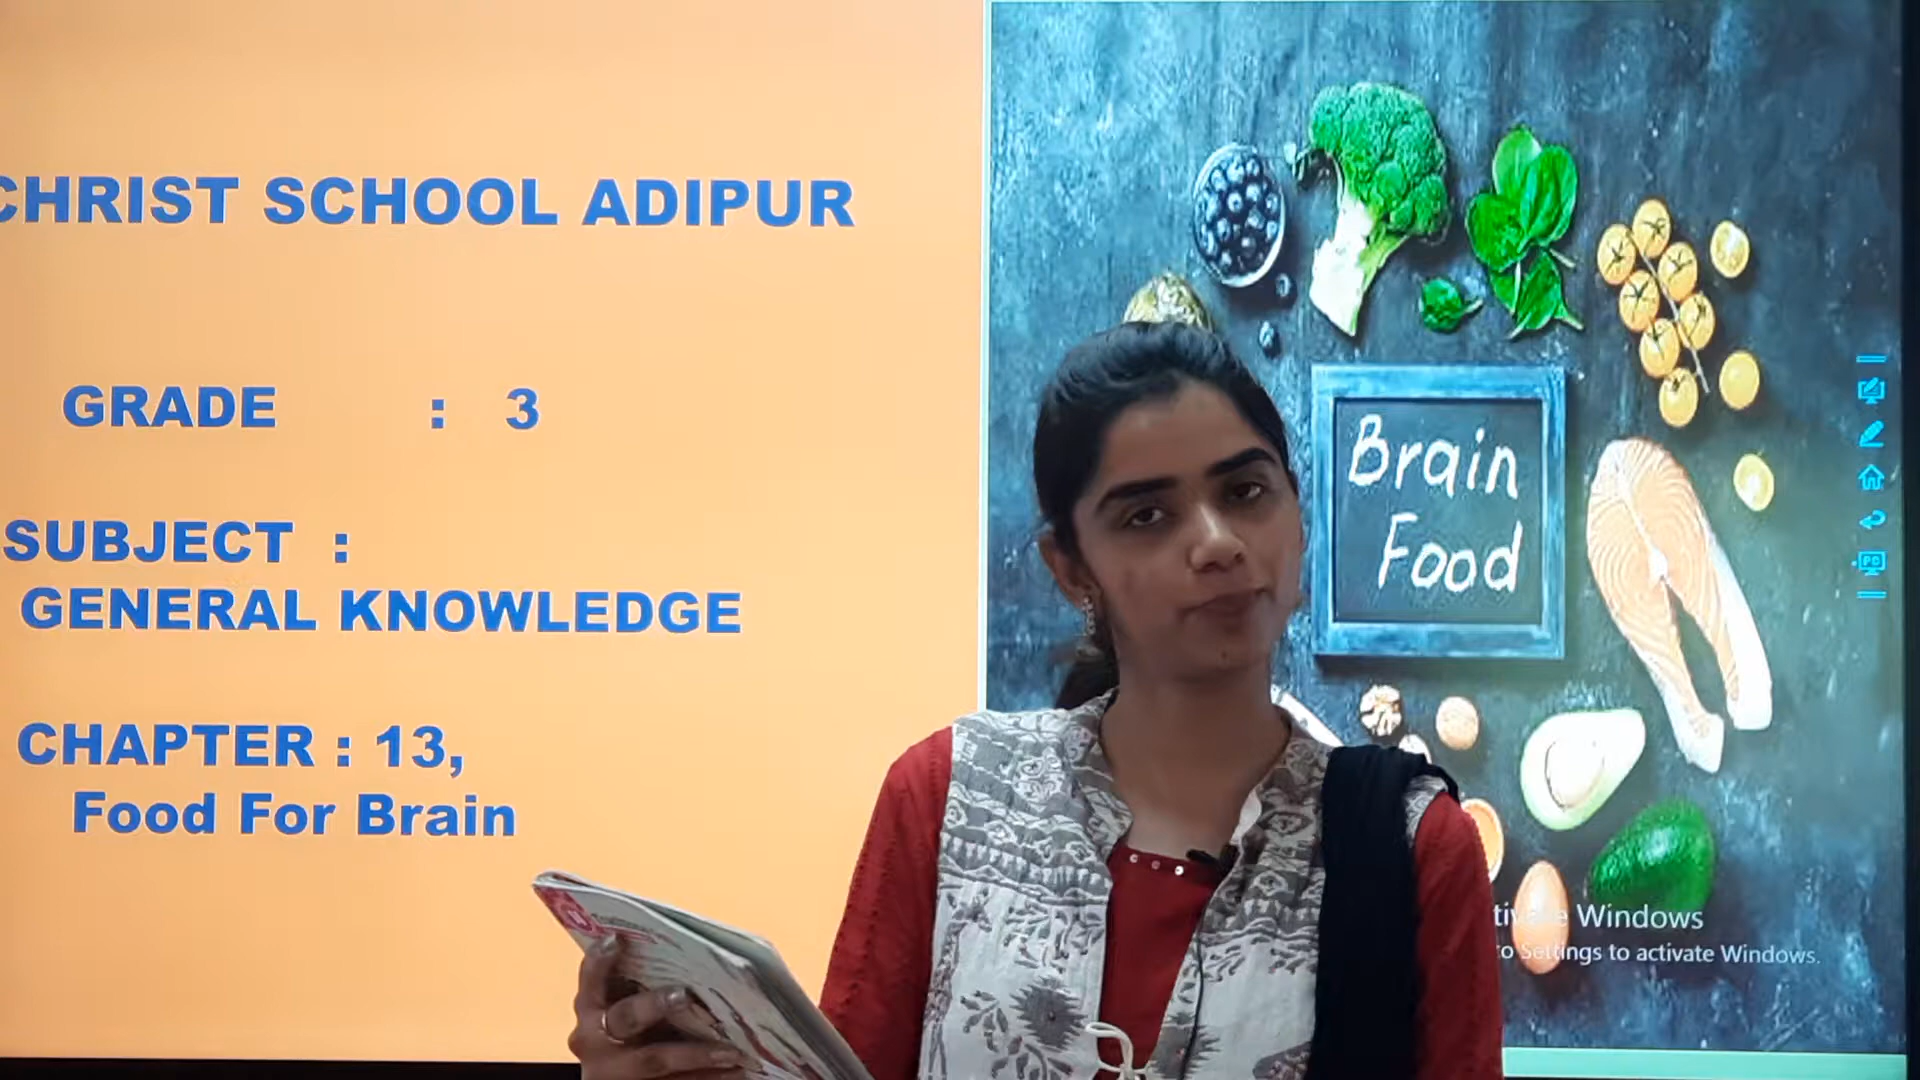 CHRIST SCHOOL ADIPUR
GRADE : 3
SUBJECT :
GENERAL KNOWLEDGE
CHAPTER : 13,
Food For Brain
Brain
Food
Windows
to Settings to activate Windows.